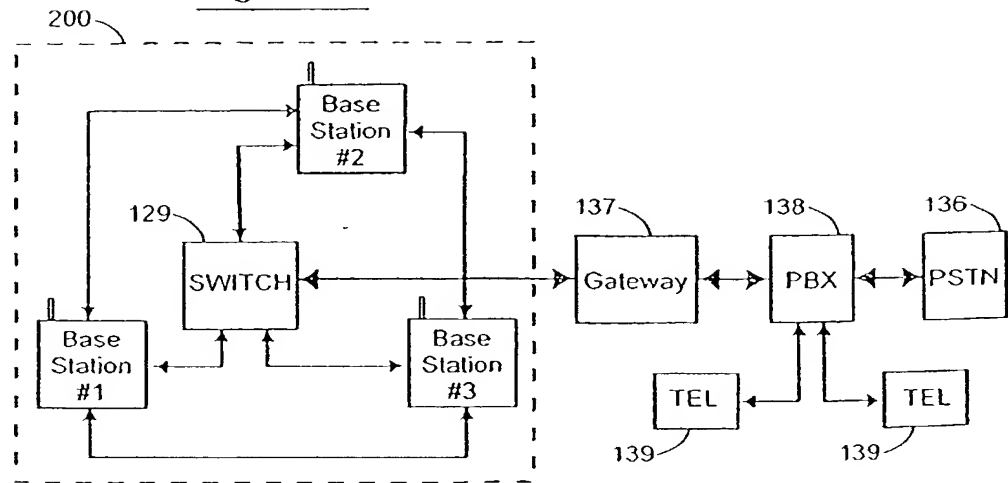 200
Base
Station
#2
129
SWITCH
137
Gateway
138
PBX
136
PSTN
Base
Station
#1
Base
Station
#3
TEL
139
TEL
139